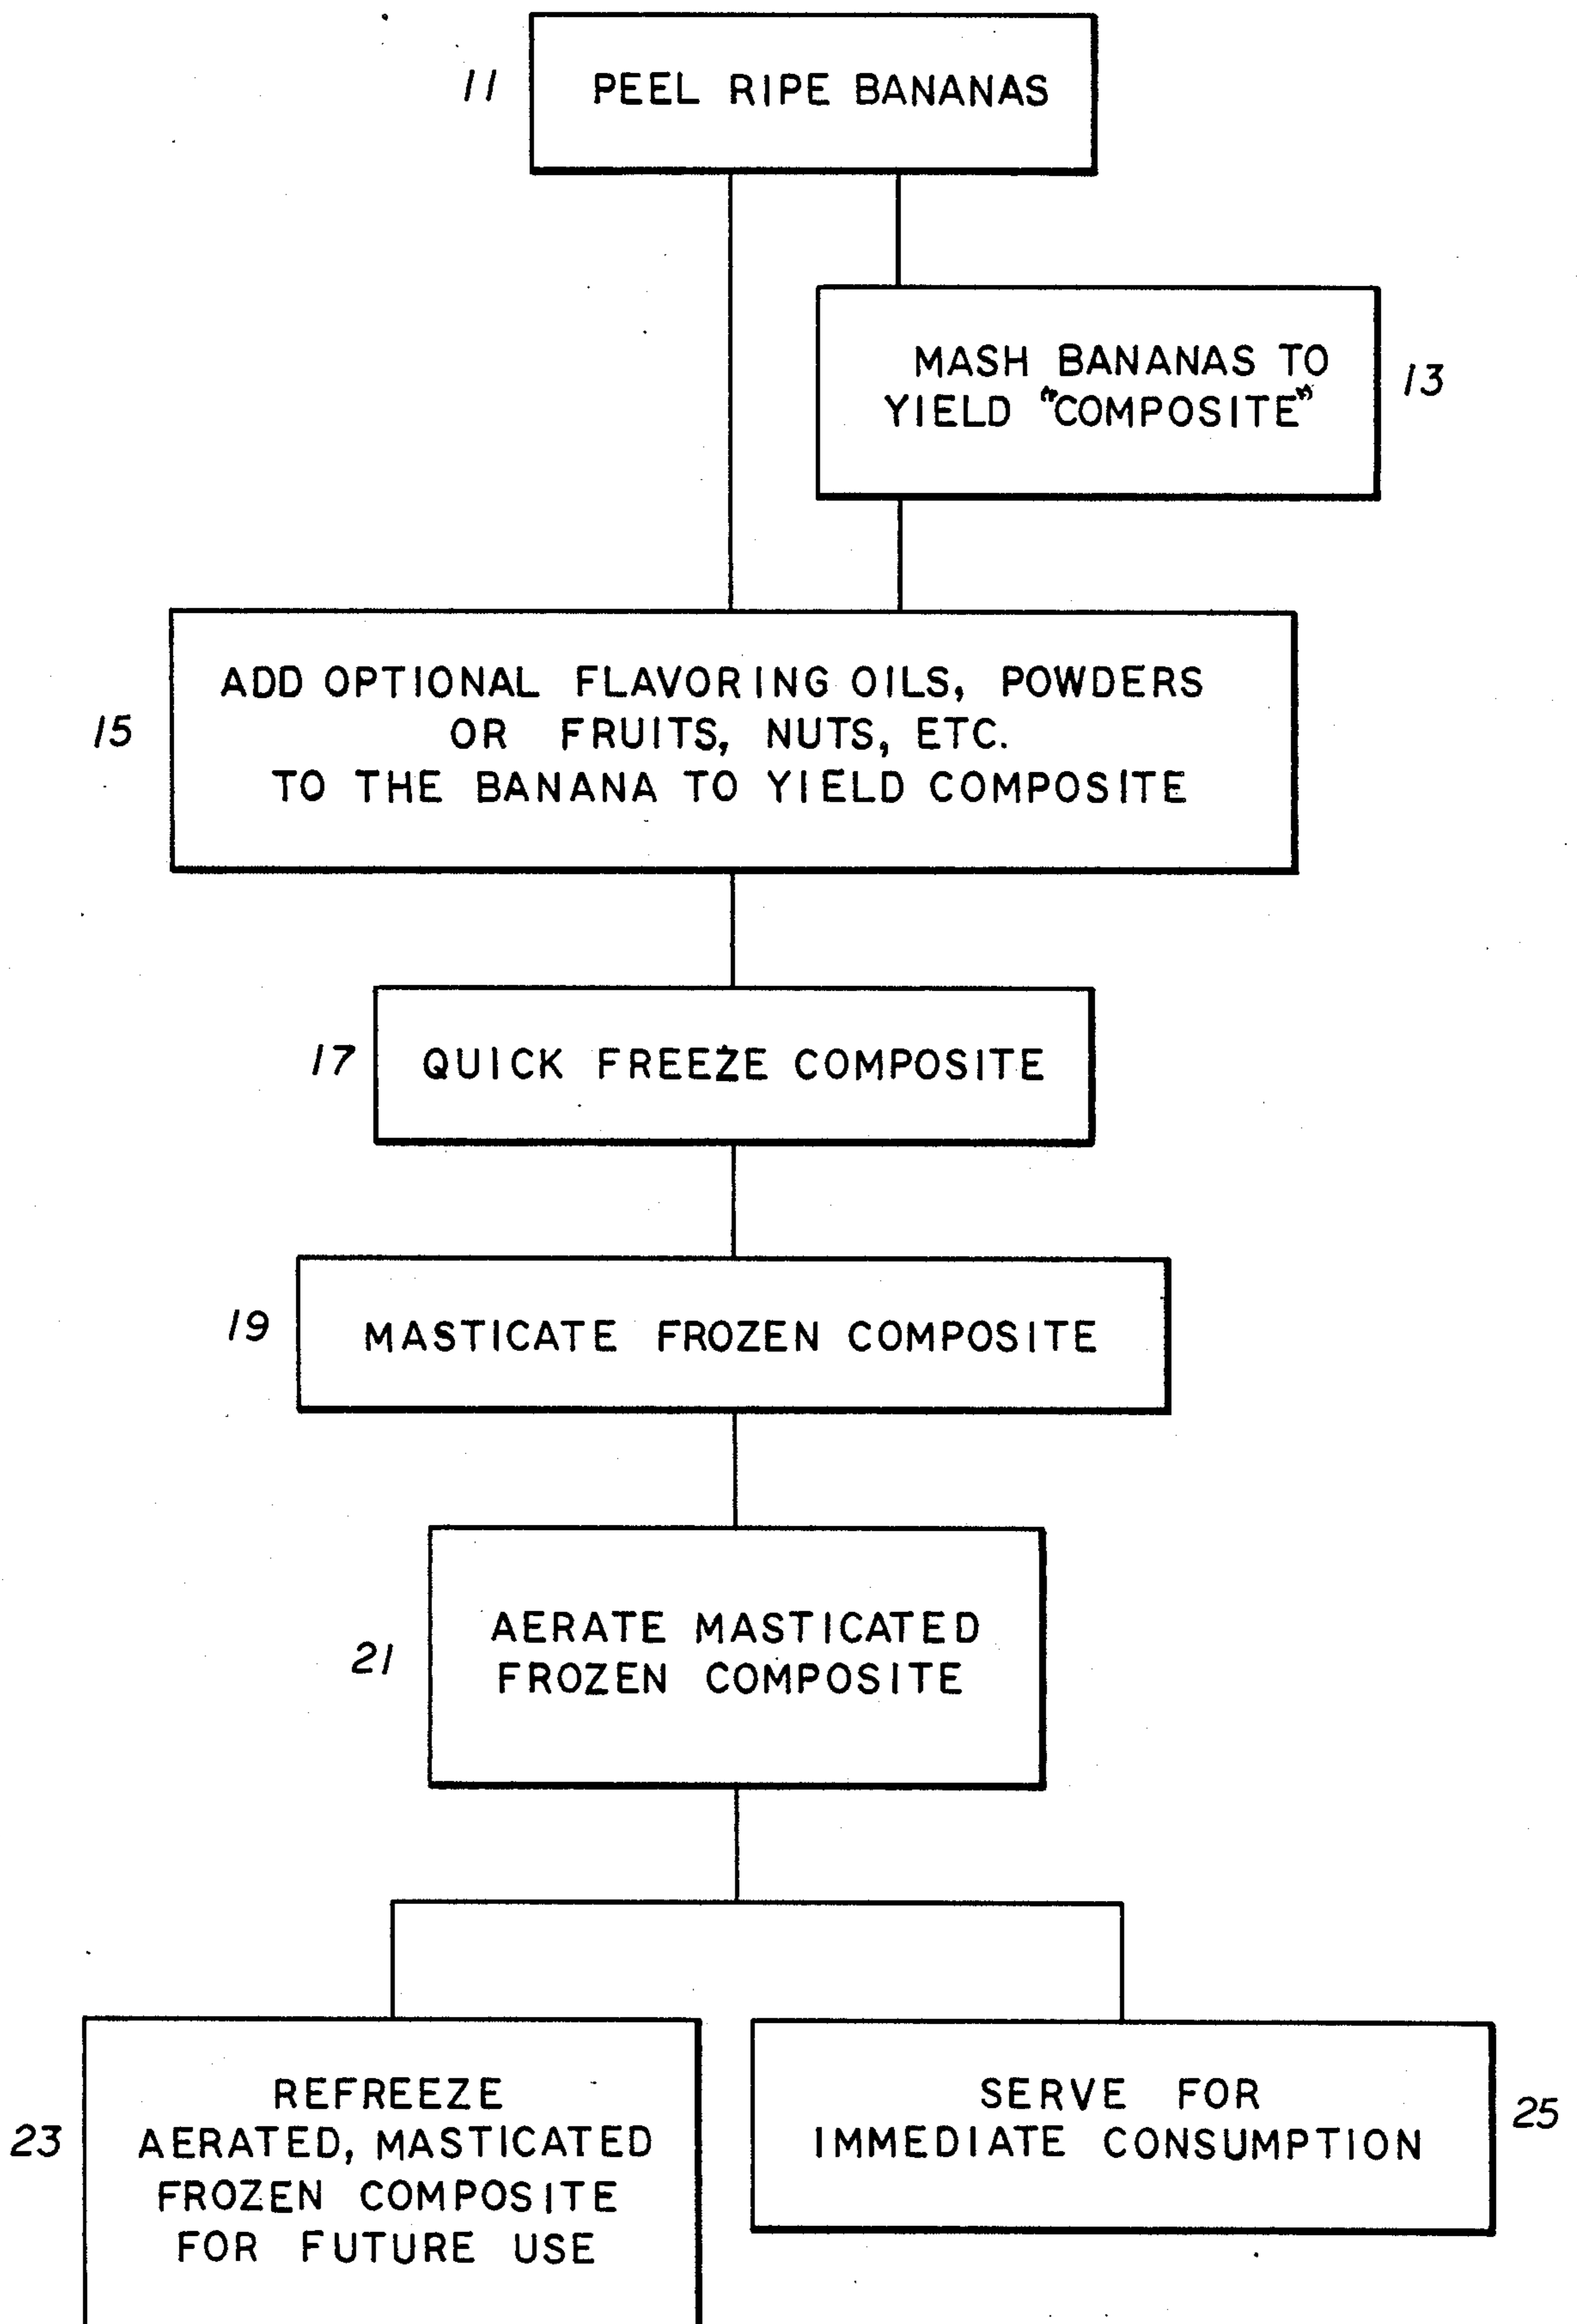 11
PEEL RIPE BANANAS
MASH BANANAS TO
YIELD "COMPOSITE"
13
15
ADD OPTIONAL FLAVORING OILS, POWDERS
OR FRUITS, NUTS, ETC.
TO THE BANANA TO YIELD COMPOSITE
17
QUICK FREEZE COMPOSITE
19
MASTICATE FROZEN COMPOSITE
21
AERATE MASTICATED
FROZEN COMPOSITE
23
REFREEZE
AERATED, MASTICATED
FROZEN COMPOSITE
FOR FUTURE USE
SERVE FOR
IMMEDIATE CONSUMPTION
25